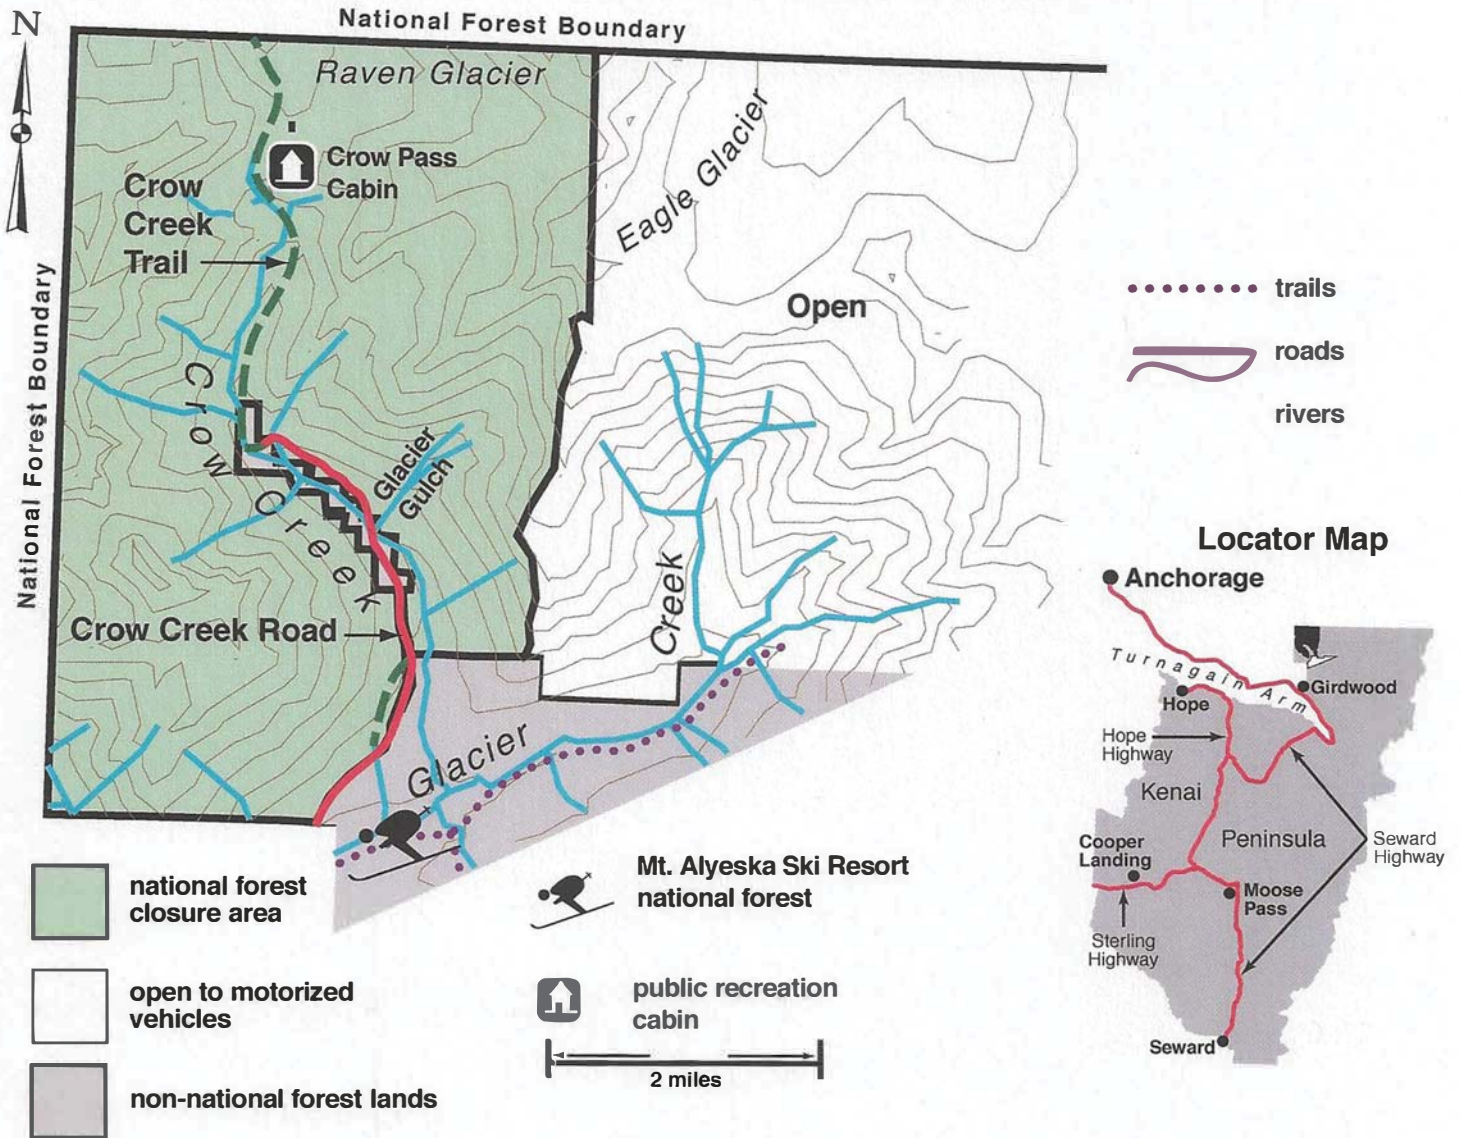 N
National Forest Boundary
Raven Glacier
Crow Pass
Cabin
Crow
Creek
Trail
Eagle Glacier
Open
National Forest Boundary
Crow Creek
Glacier
Gulch
Crow Creek Road
Glacier Creek
trails
roads
rivers
Locator Map
Anchorage
Turnagain Arm
Girdwood
Hope
Hope
Highway
Kenai
Peninsula
Cooper
Landing
Seward
Highway
Moose
Pass
Sterling
Highway
Seward
national forest
closure area
open to motorized
vehicles
non-national forest lands
Mt. Alyeska Ski Resort
national forest
public recreation
cabin
2 miles